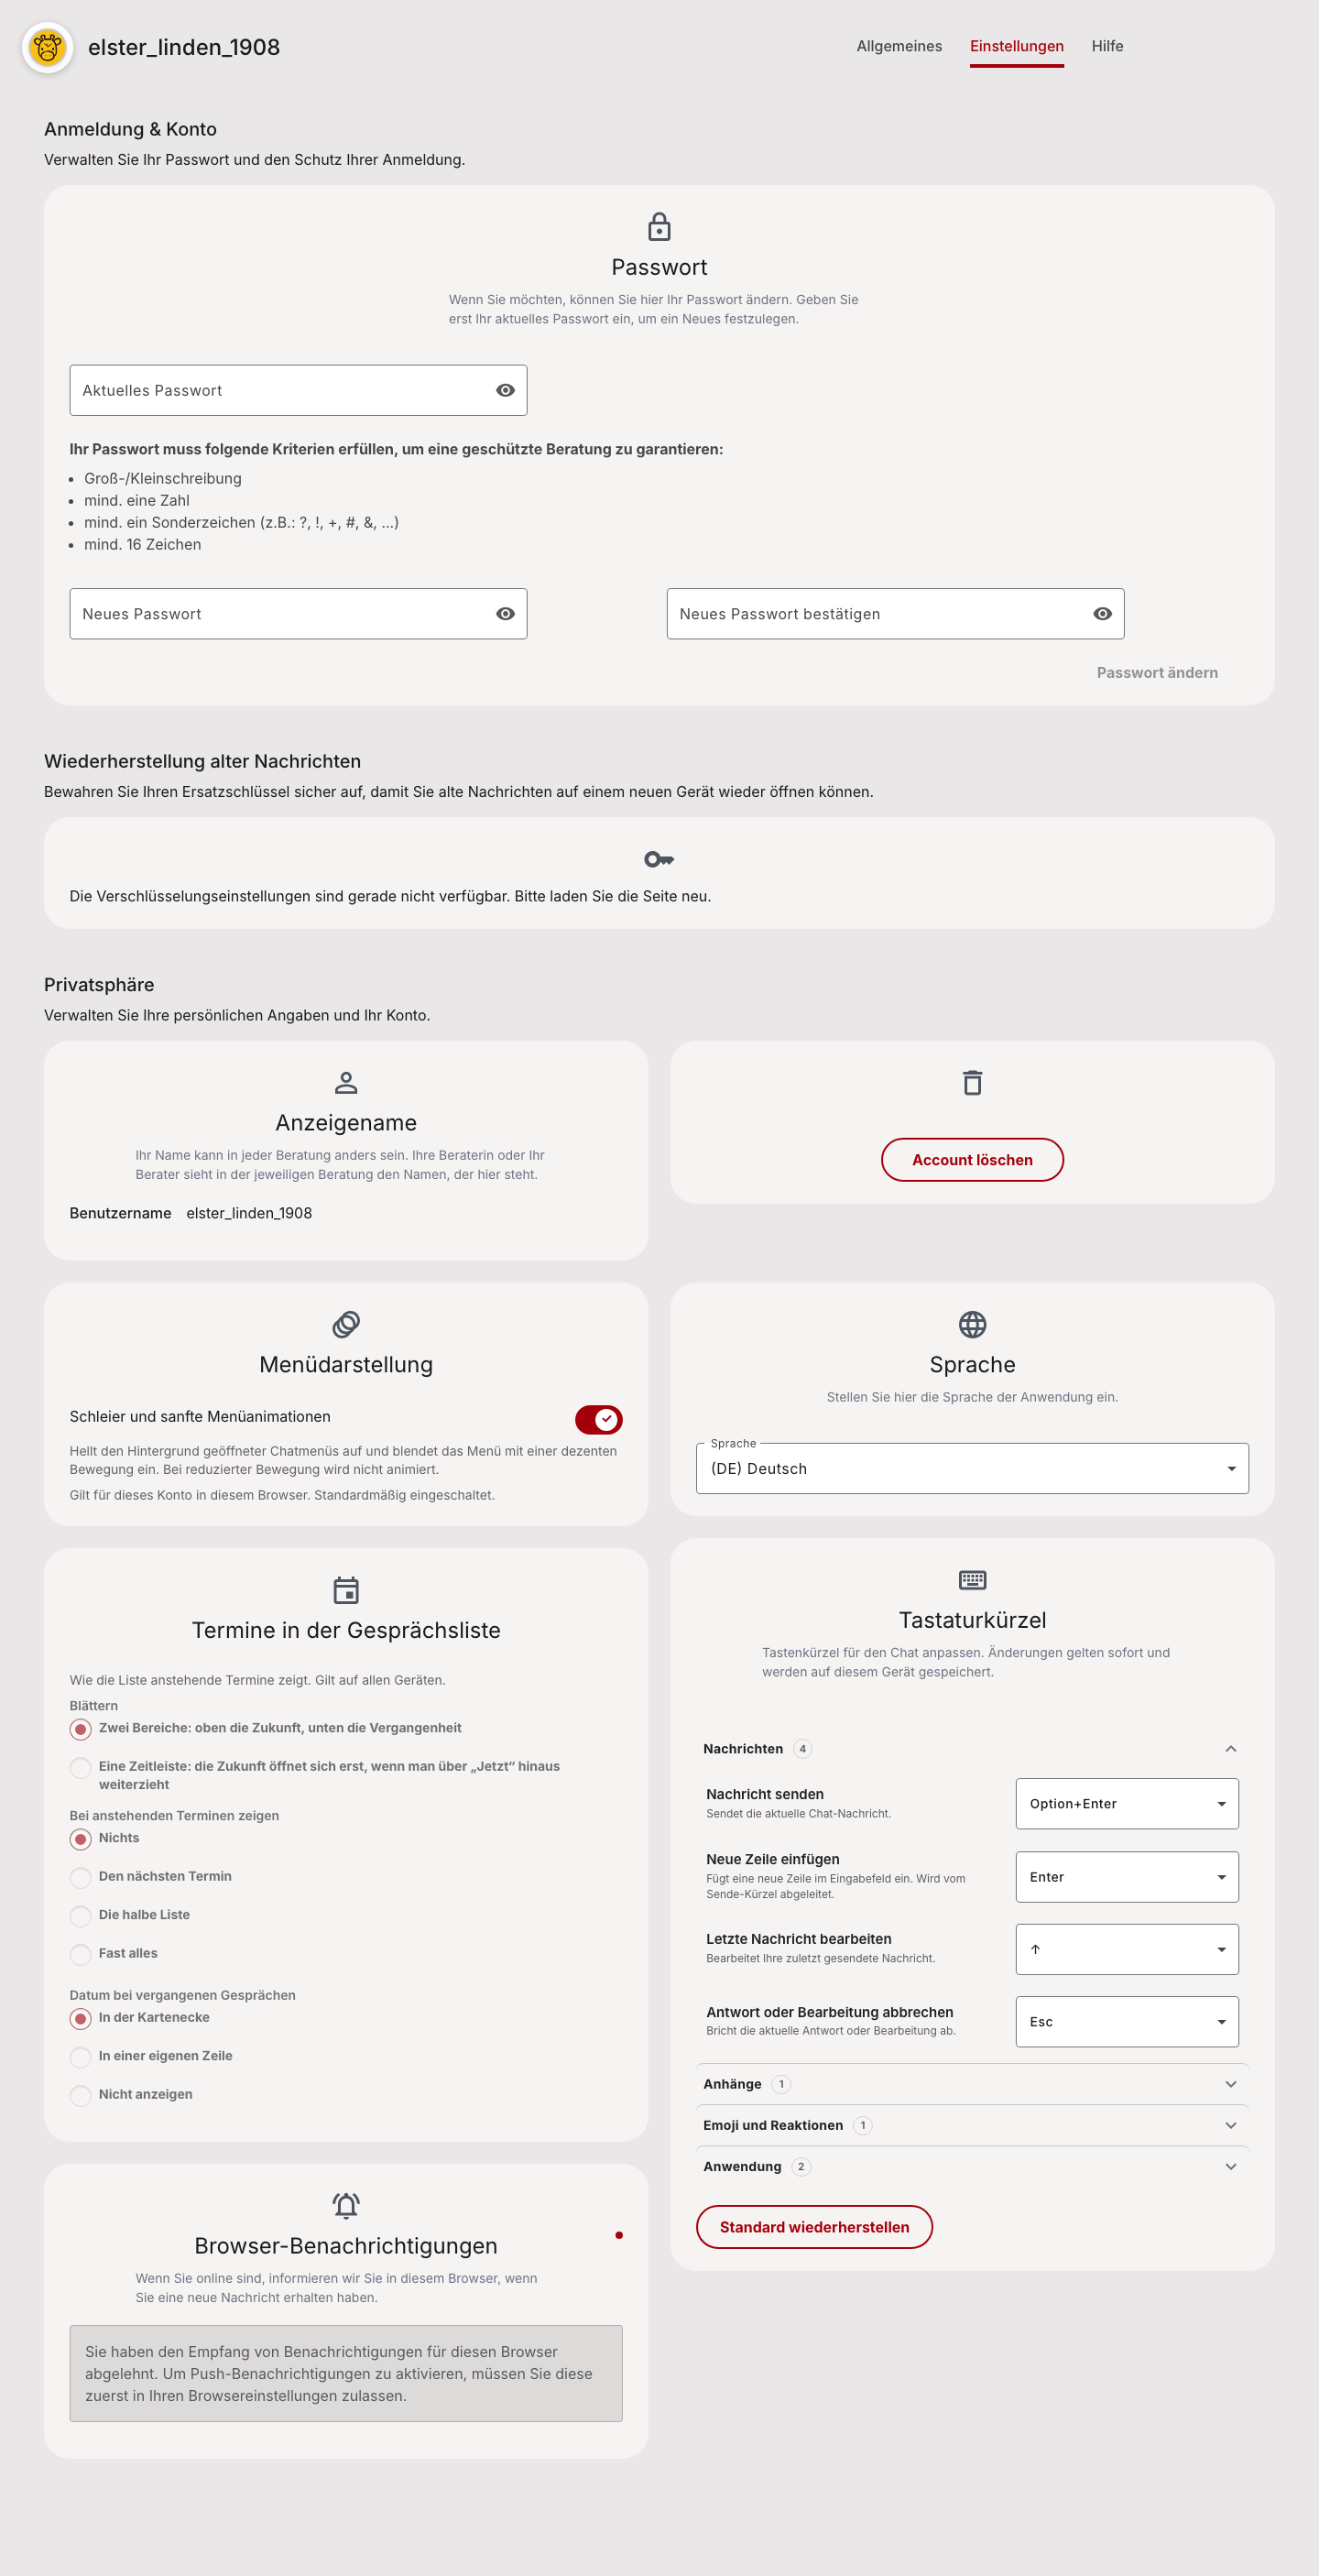 elster_linden_1908
Allgemeines
Einstellungen
Hilfe
Anmeldung & Konto
Verwalten Sie Ihr Passwort und den Schutz Ihrer Anmeldung.
Passwort
Wenn Sie möchten, können Sie hier Ihr Passwort ändern. Geben Sie
erst Ihr aktuelles Passwort ein, um ein Neues festzulegen.
Aktuelles Passwort
Ihr Passwort muss folgende Kriterien erfüllen, um eine geschützte Beratung zu garantieren:
• Groß-/Kleinschreibung
• mind. eine Zahl
• mind. ein Sonderzeichen (z.B.: ?, !, +, #, &, ...)
• mind. 16 Zeichen
Neues Passwort
Neues Passwort bestätigen
Passwort ändern
Wiederherstellung alter Nachrichten
Bewahren Sie Ihren Ersatzschlüssel sicher auf, damit Sie alte Nachrichten auf einem neuen Gerät wieder öffnen können.
Die Verschlüsselungseinstellungen sind gerade nicht verfügbar. Bitte laden Sie die Seite neu.
Privatsphäre
Verwalten Sie Ihre persönlichen Angaben und Ihr Konto.
Anzeigename
Ihr Name kann in jeder Beratung anders sein. Ihre Beraterin oder Ihr
Berater sieht in der jeweiligen Beratung den Namen, der hier steht.
Benutzername elster_linden_1908
Account löschen
Menüdarstellung
Schleier und sanfte Menüanimationen
Hellt den Hintergrund geöffneter Chatmenüs auf und blendet das Menü mit einer dezenten
Bewegung ein. Bei reduzierter Bewegung wird nicht animiert.
Gilt für dieses Konto in diesem Browser. Standardmäßig eingeschaltet.
Sprache
Stellen Sie hier die Sprache der Anwendung ein.
Sprache
(DE) Deutsch
Termine in der Gesprächsliste
Wie die Liste anstehende Termine zeigt. Gilt auf allen Geräten.
Blättern
Zwei Bereiche: oben die Zukunft, unten die Vergangenheit
Eine Zeitleiste: die Zukunft öffnet sich erst, wenn man über „Jetzt“ hinaus
weiterzieht
Bei anstehenden Terminen zeigen
Nichts
Den nächsten Termin
Die halbe Liste
Fast alles
Datum bei vergangenen Gesprächen
In der Kartenecke
In einer eigenen Zeile
Nicht anzeigen
Tastaturkürzel
Tastenkürzel für den Chat anpassen. Änderungen gelten sofort und
werden auf diesem Gerät gespeichert.
Nachrichten 4
Nachricht senden
Sendet die aktuelle Chat-Nachricht.
Option+Enter
Neue Zeile einfügen
Fügt eine neue Zeile im Eingabefeld ein. Wird vom
Sende-Kürzel abgeleitet.
Enter
Letzte Nachricht bearbeiten
Bearbeitet Ihre zuletzt gesendete Nachricht.
↑
Antwort oder Bearbeitung abbrechen
Bricht die aktuelle Antwort oder Bearbeitung ab.
Esc
Anhänge 1
Emoji und Reaktionen 1
Anwendung 2
Standard wiederherstellen
Browser-Benachrichtigungen
Wenn Sie online sind, informieren wir Sie in diesem Browser, wenn
Sie eine neue Nachricht erhalten haben.
Sie haben den Empfang von Benachrichtigungen für diesen Browser
abgelehnt. Um Push-Benachrichtigungen zu aktivieren, müssen Sie diese
zuerst in Ihren Browsereinstellungen zulassen.